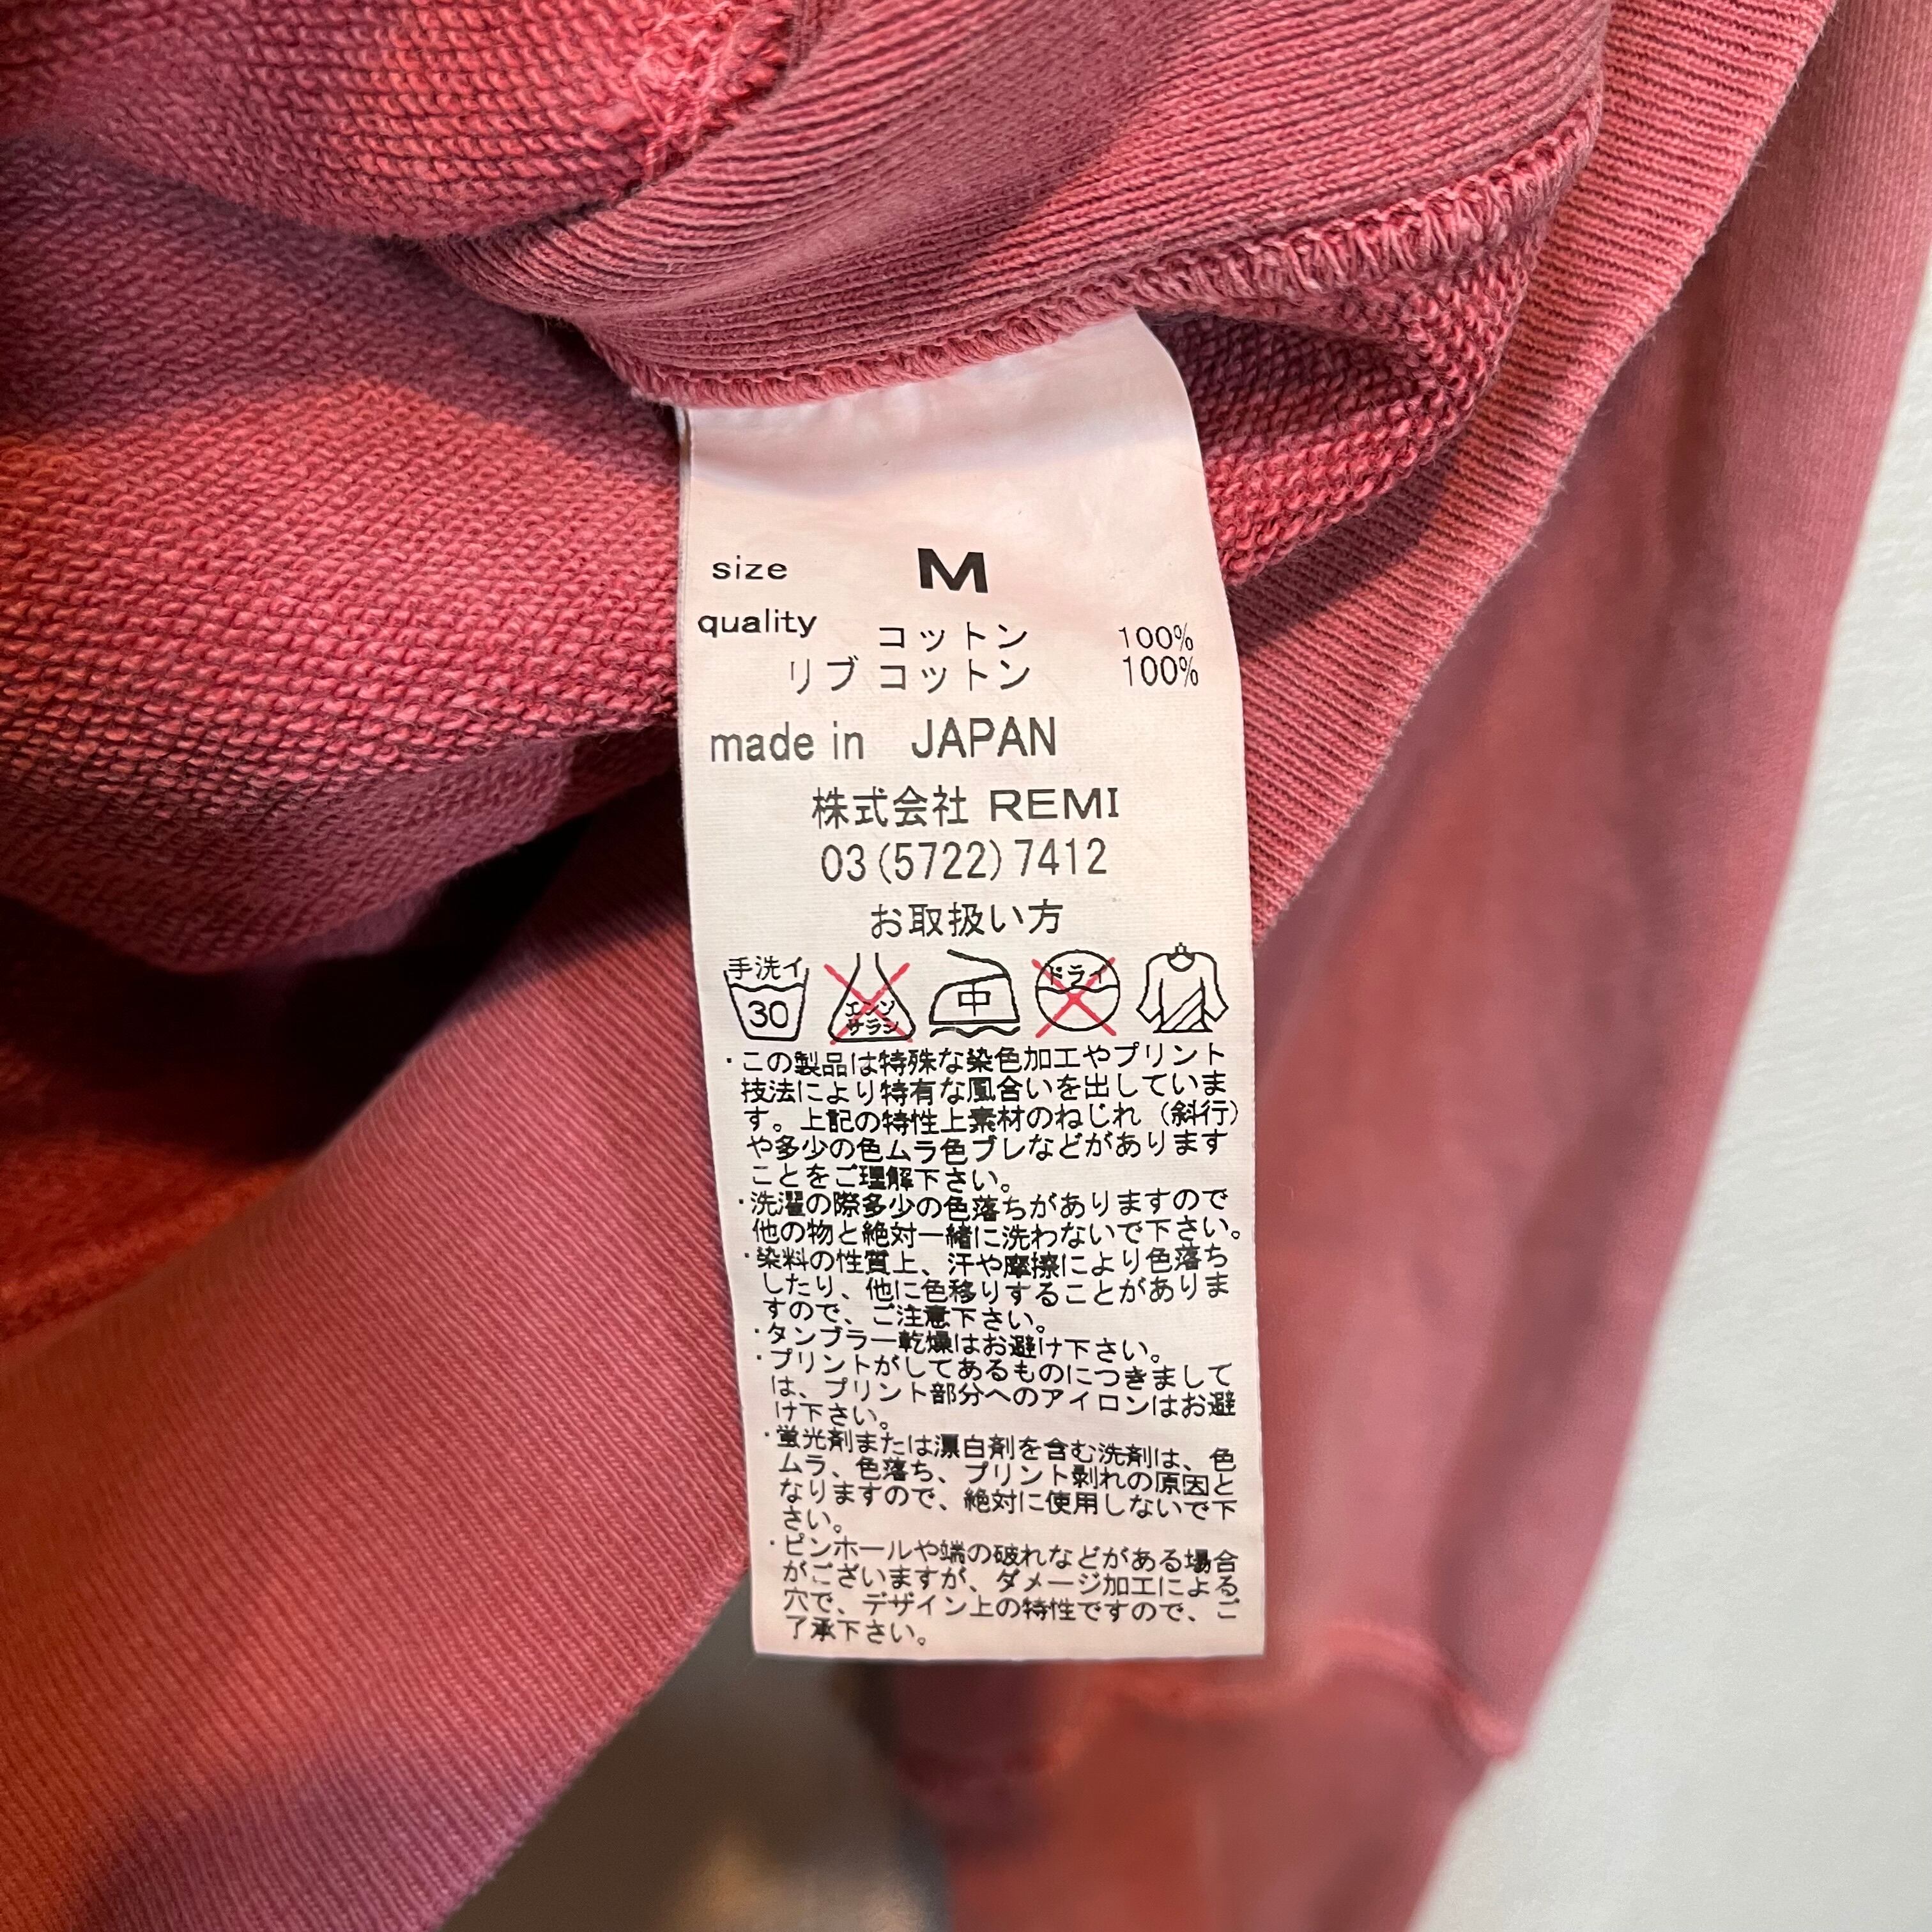 size M
quality コットン 100%
リブ コットン 100%
made in JAPAN
株式会社 REMI
03(5722)7412
お取扱い方
手洗イ
30
エンソ
サラシ
中
ドライ
・この製品は特殊な染色加工やプリント
技法により特有な風合いを出していま
す。上記の特性上素材のねじれ（斜行）
や多少の色ムラ色ブレなどがあります
ことをご理解下さい。
・洗濯の際多少の色落ちがありますので
他の物と絶対一緒に洗わないで下さい。
・染料の性質上、汗や摩擦により色落ち
したり、他に色移りすることがありま
すので、ご注意下さい。
・タンブラー乾燥はお避け下さい。
・プリントがしてあるものにつきまして
は、プリント部分へのアイロンはお避
け下さい。
・蛍光剤または漂白剤を含む洗剤は、色
ムラ、色落ち、プリント剥れの原因と
なりますので、絶対に使用しないで下
さい。
・ピンホールや端の破れなどがある場合
がございますが、ダメージ加工による
穴で、デザイン上の特性ですので、ご
了承下さい。